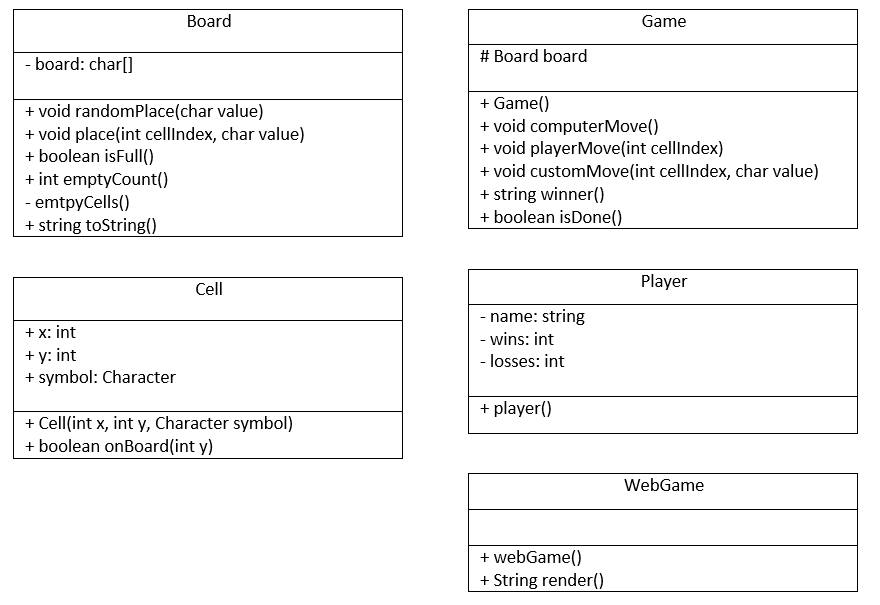 Board
- board: char[]
+ void randomPlace(char value)
+ void place(int cellIndex, char value)
+ boolean isFull()
+ int emptyCount()
- emtpyCells()
+ string toString()
Cell
+ x: int
+ y: int
+ symbol: Character
+ Cell(int x, int y, Character symbol)
+ boolean onBoard(int y)
Game
# Board board
+ Game()
+ void computerMove()
+ void playerMove(int cellIndex)
+ void customMove(int cellIndex, char value)
+ string winner()
+ boolean isDone()
Player
- name: string
- wins: int
- losses: int
+ player()
WebGame
+ webGame()
+ String render()